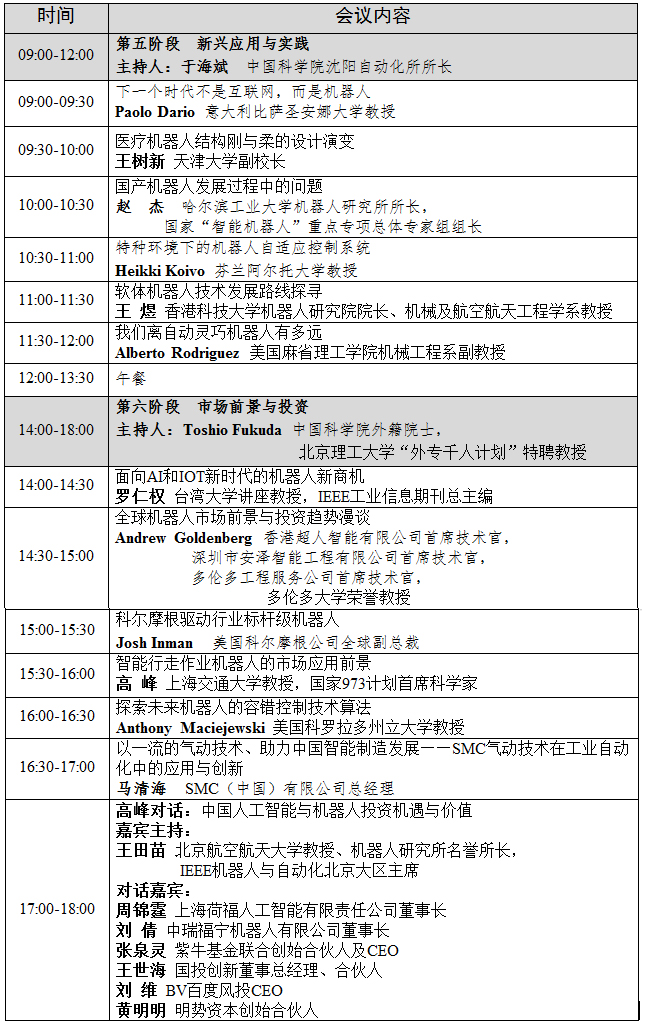 时间 会议内容
09:00-12:00 第五阶段 新兴应用与实践
主持人：于海斌 中国科学院沈阳自动化所所长
09:00-09:30 下一个时代不是互联网，而是机器人
Paolo Dario 意大利比萨圣安娜大学教授
09:30-10:00 医疗机器人结构刚与柔的设计演变
王树新 天津大学副校长
10:00-10:30 国产机器人发展过程中的问题
赵 杰 哈尔滨工业大学机器人研究所所长，
国家“智能机器人”重点专项总体专家组组长
10:30-11:00 特种环境下的机器人自适应控制系统
Heikki Koivo 芬兰阿尔托大学教授
11:00-11:30 软体机器人技术发展路线探寻
王 煜 香港科技大学机器人研究院院长、机械及航空航天工程学系教授
11:30-12:00 我们离自动灵巧机器人有多远
Alberto Rodriguez 美国麻省理工学院机械工程系副教授
12:00-13:30 午餐
14:00-18:00 第六阶段 市场前景与投资
主持人：Toshio Fukuda 中国科学院外籍院士，
北京理工大学“外专千人计划”特聘教授
14:00-14:30 面向AI和IOT新时代的机器人新商机
罗仁权 台湾大学讲座教授，IEEE工业信息期刊总主编
14:30-15:00 全球机器人市场前景与投资趋势漫谈
Andrew Goldenberg 香港超人智能有限公司首席技术官，
深圳市安泽智能工程有限公司首席技术官，
多伦多工程服务公司首席技术官，
多伦多大学荣誉教授
15:00-15:30 科尔摩根驱动行业标杆级机器人
Josh Inman 美国科尔摩根公司全球副总裁
15:30-16:00 智能行走作业机器人的市场应用前景
高 峰 上海交通大学教授，国家973计划首席科学家
16:00-16:30 探索未来机器人的容错控制技术算法
Anthony Maciejewski 美国科罗拉多州立大学教授
16:30-17:00 以一流的气动技术、助力中国智能制造发展——SMC气动技术在工业自动
化中的应用与创新
马清海 SMC（中国）有限公司总经理
17:00-18:00 高峰对话：中国人工智能与机器人投资机遇与价值
嘉宾主持：
王田苗 北京航空航天大学教授、机器人研究所名誉所长，
IEEE机器人与自动化北京大区主席
对话嘉宾：
周锦霆 上海荷福人工智能有限责任公司董事长
刘 倩 中瑞福宁机器人有限公司董事长
张泉灵 紫牛基金联合创始合伙人及CEO
王世海 国投创新董事总经理、合伙人
刘 维 BV百度风投CEO
黄明明 明势资本创始合伙人